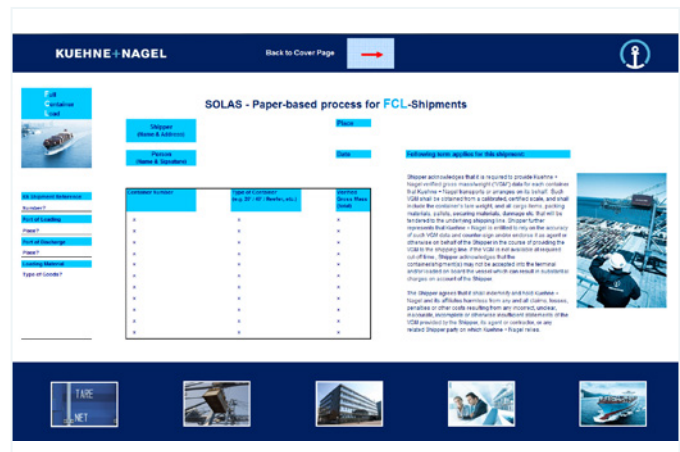 KUEHNE+NAGEL
Back to Cover Page
Full
Container
Load
SOLAS - Paper-based process for FCL-Shipments
Shipper
(Name & Address)
Place
Person
(Name & Signature)
Date
Following term applies for this shipment:
KN Shipment Reference
Number?
Port of Loading
Place?
Port of Discharge
Place?
Loading Material
Type of Goods?
Container Number
Type of Container
(e.g. 20' / 40' / Reefer, etc.)
Verified
Gross Mass
(total)
x x x
x x x
x x x
x x x
x x x
x x x
x x x
x x x
x x x
x x x
x x x
Shipper acknowledges that it is required to provide Kuehne +
Nagel verified gross mass/weight ("VGM") data for each container
that Kuehne + Nagel transports or arranges on its behalf. Such
VGM shall be obtained from a calibrated, certified scale, and shall
include the container's tare weight, and all cargo items, packing
materials, pallets, securing materials, dunnage etc. that will be
tendered to the underlying shipping line. Shipper further
represents that Kuehne + Nagel is entitled to rely on the accuracy
of such VGM data and counter-sign and/or endorse it as agent or
otherwise on behalf of the Shipper in the course of providing the
VGM to the shipping line. If the VGM is not available at required
cut-off time, Shipper acknowledges that the
container/shipment(s) may not be accepted into the terminal
and/or loaded on board the vessel which can result in substantial
charges on account of the Shipper.
The Shipper agrees that it shall indemnify and hold Kuehne +
Nagel and its affiliates harmless from any and all claims, losses,
penalties or other costs resulting from any incorrect, unclear,
inaccurate, incomplete or otherwise insufficient statements of the
VGM provided by the Shipper, its agent or contractor, or any
related Shipper party on which Kuehne + Nagel relies.
TARE
NET